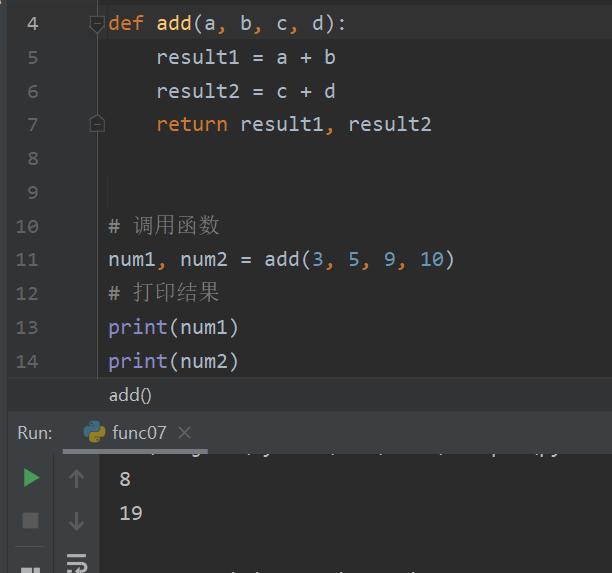 4 def add(a, b, c, d):
5 result1 = a + b
6 result2 = c + d
7 return result1, result2
8
9
10 # 调用函数
11 num1, num2 = add(3, 5, 9, 10)
12 # 打印结果
13 print(num1)
14 print(num2)
add()
Run: func07
8
19